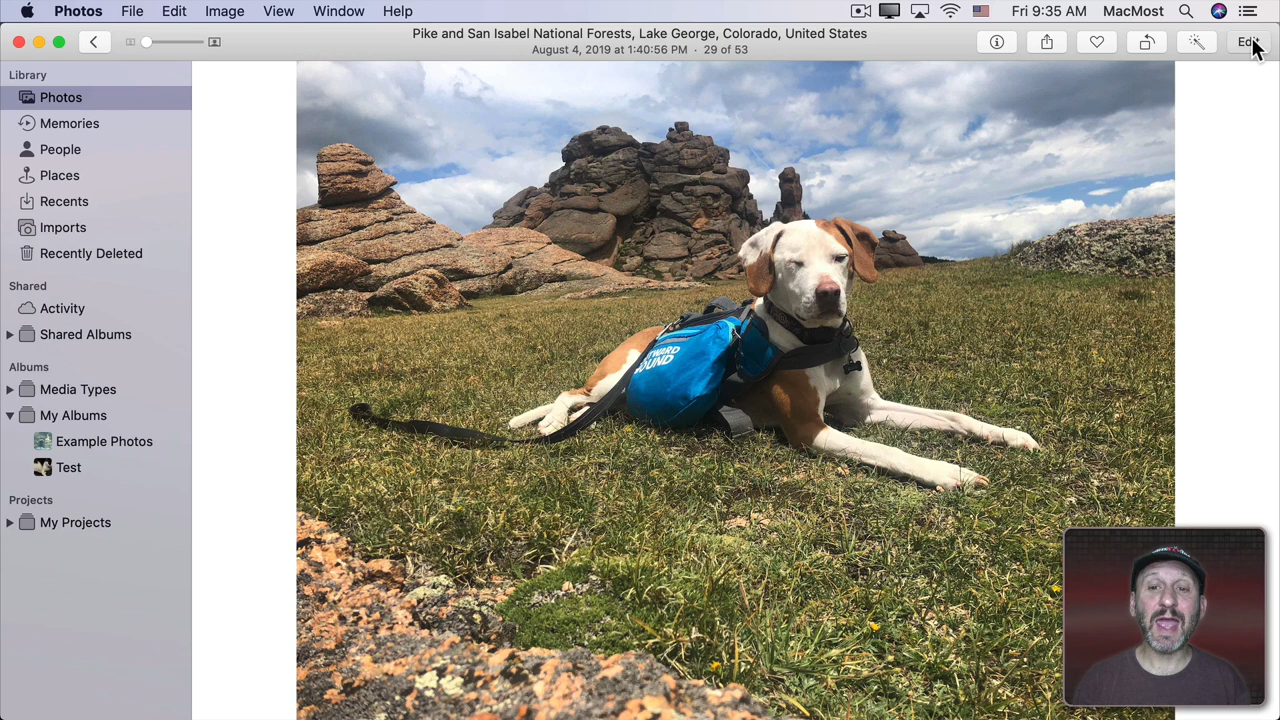 Photos File Edit Image View Window Help
Fri 9:35 AM MacMost
Pike and San Isabel National Forests, Lake George, Colorado, United States
August 4, 2019 at 1:40:56 PM · 29 of 53
Edit
Library
Photos
Memories
People
Places
Recents
Imports
Recently Deleted
Shared
Activity
Shared Albums
Albums
Media Types
My Albums
Example Photos
Test
Projects
My Projects